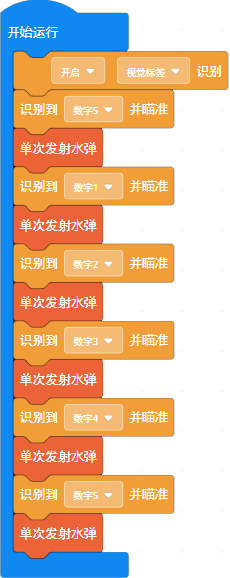 开始运行
开启 视觉标签 识别
识别到 数字5 并瞄准
单次发射水弹
识别到 数字1 并瞄准
单次发射水弹
识别到 数字2 并瞄准
单次发射水弹
识别到 数字3 并瞄准
单次发射水弹
识别到 数字4 并瞄准
单次发射水弹
识别到 数字5 并瞄准
单次发射水弹